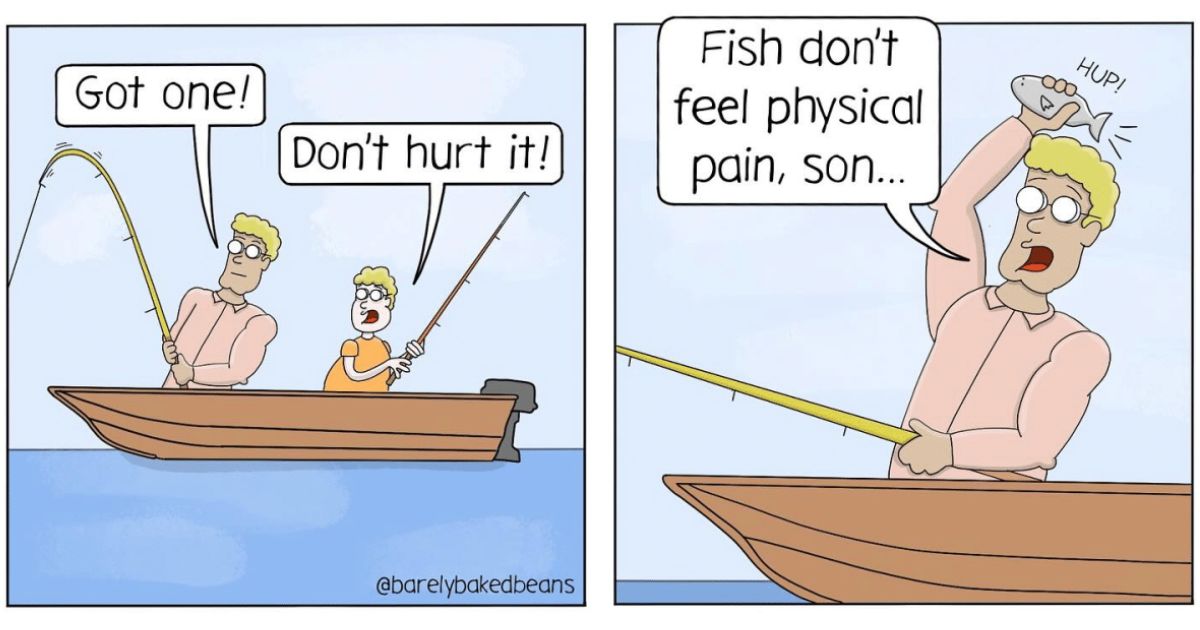 Got one!
Don't hurt it!
@barelybakedbeans
Fish don't
feel physical
pain, son...
HUP!